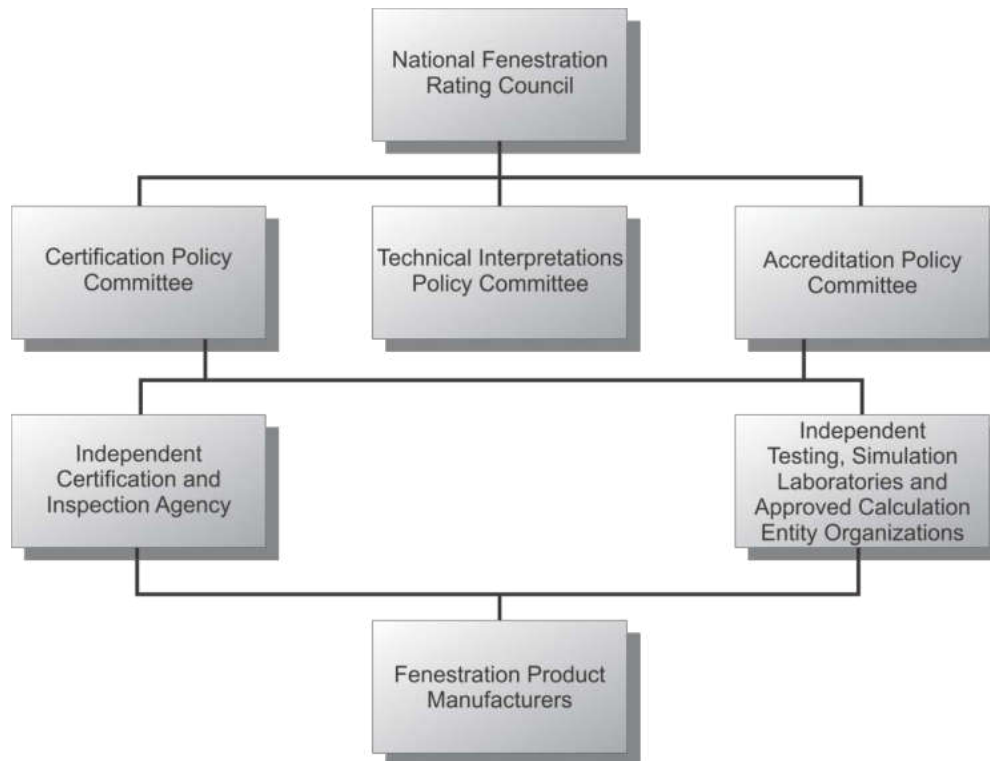 National Fenestration
Rating Council
Certification Policy
Committee
Technical Interpretations
Policy Committee
Accreditation Policy
Committee
Independent
Certification and
Inspection Agency
Independent
Testing, Simulation
Laboratories and
Approved Calculation
Entity Organizations
Fenestration Product
Manufacturers